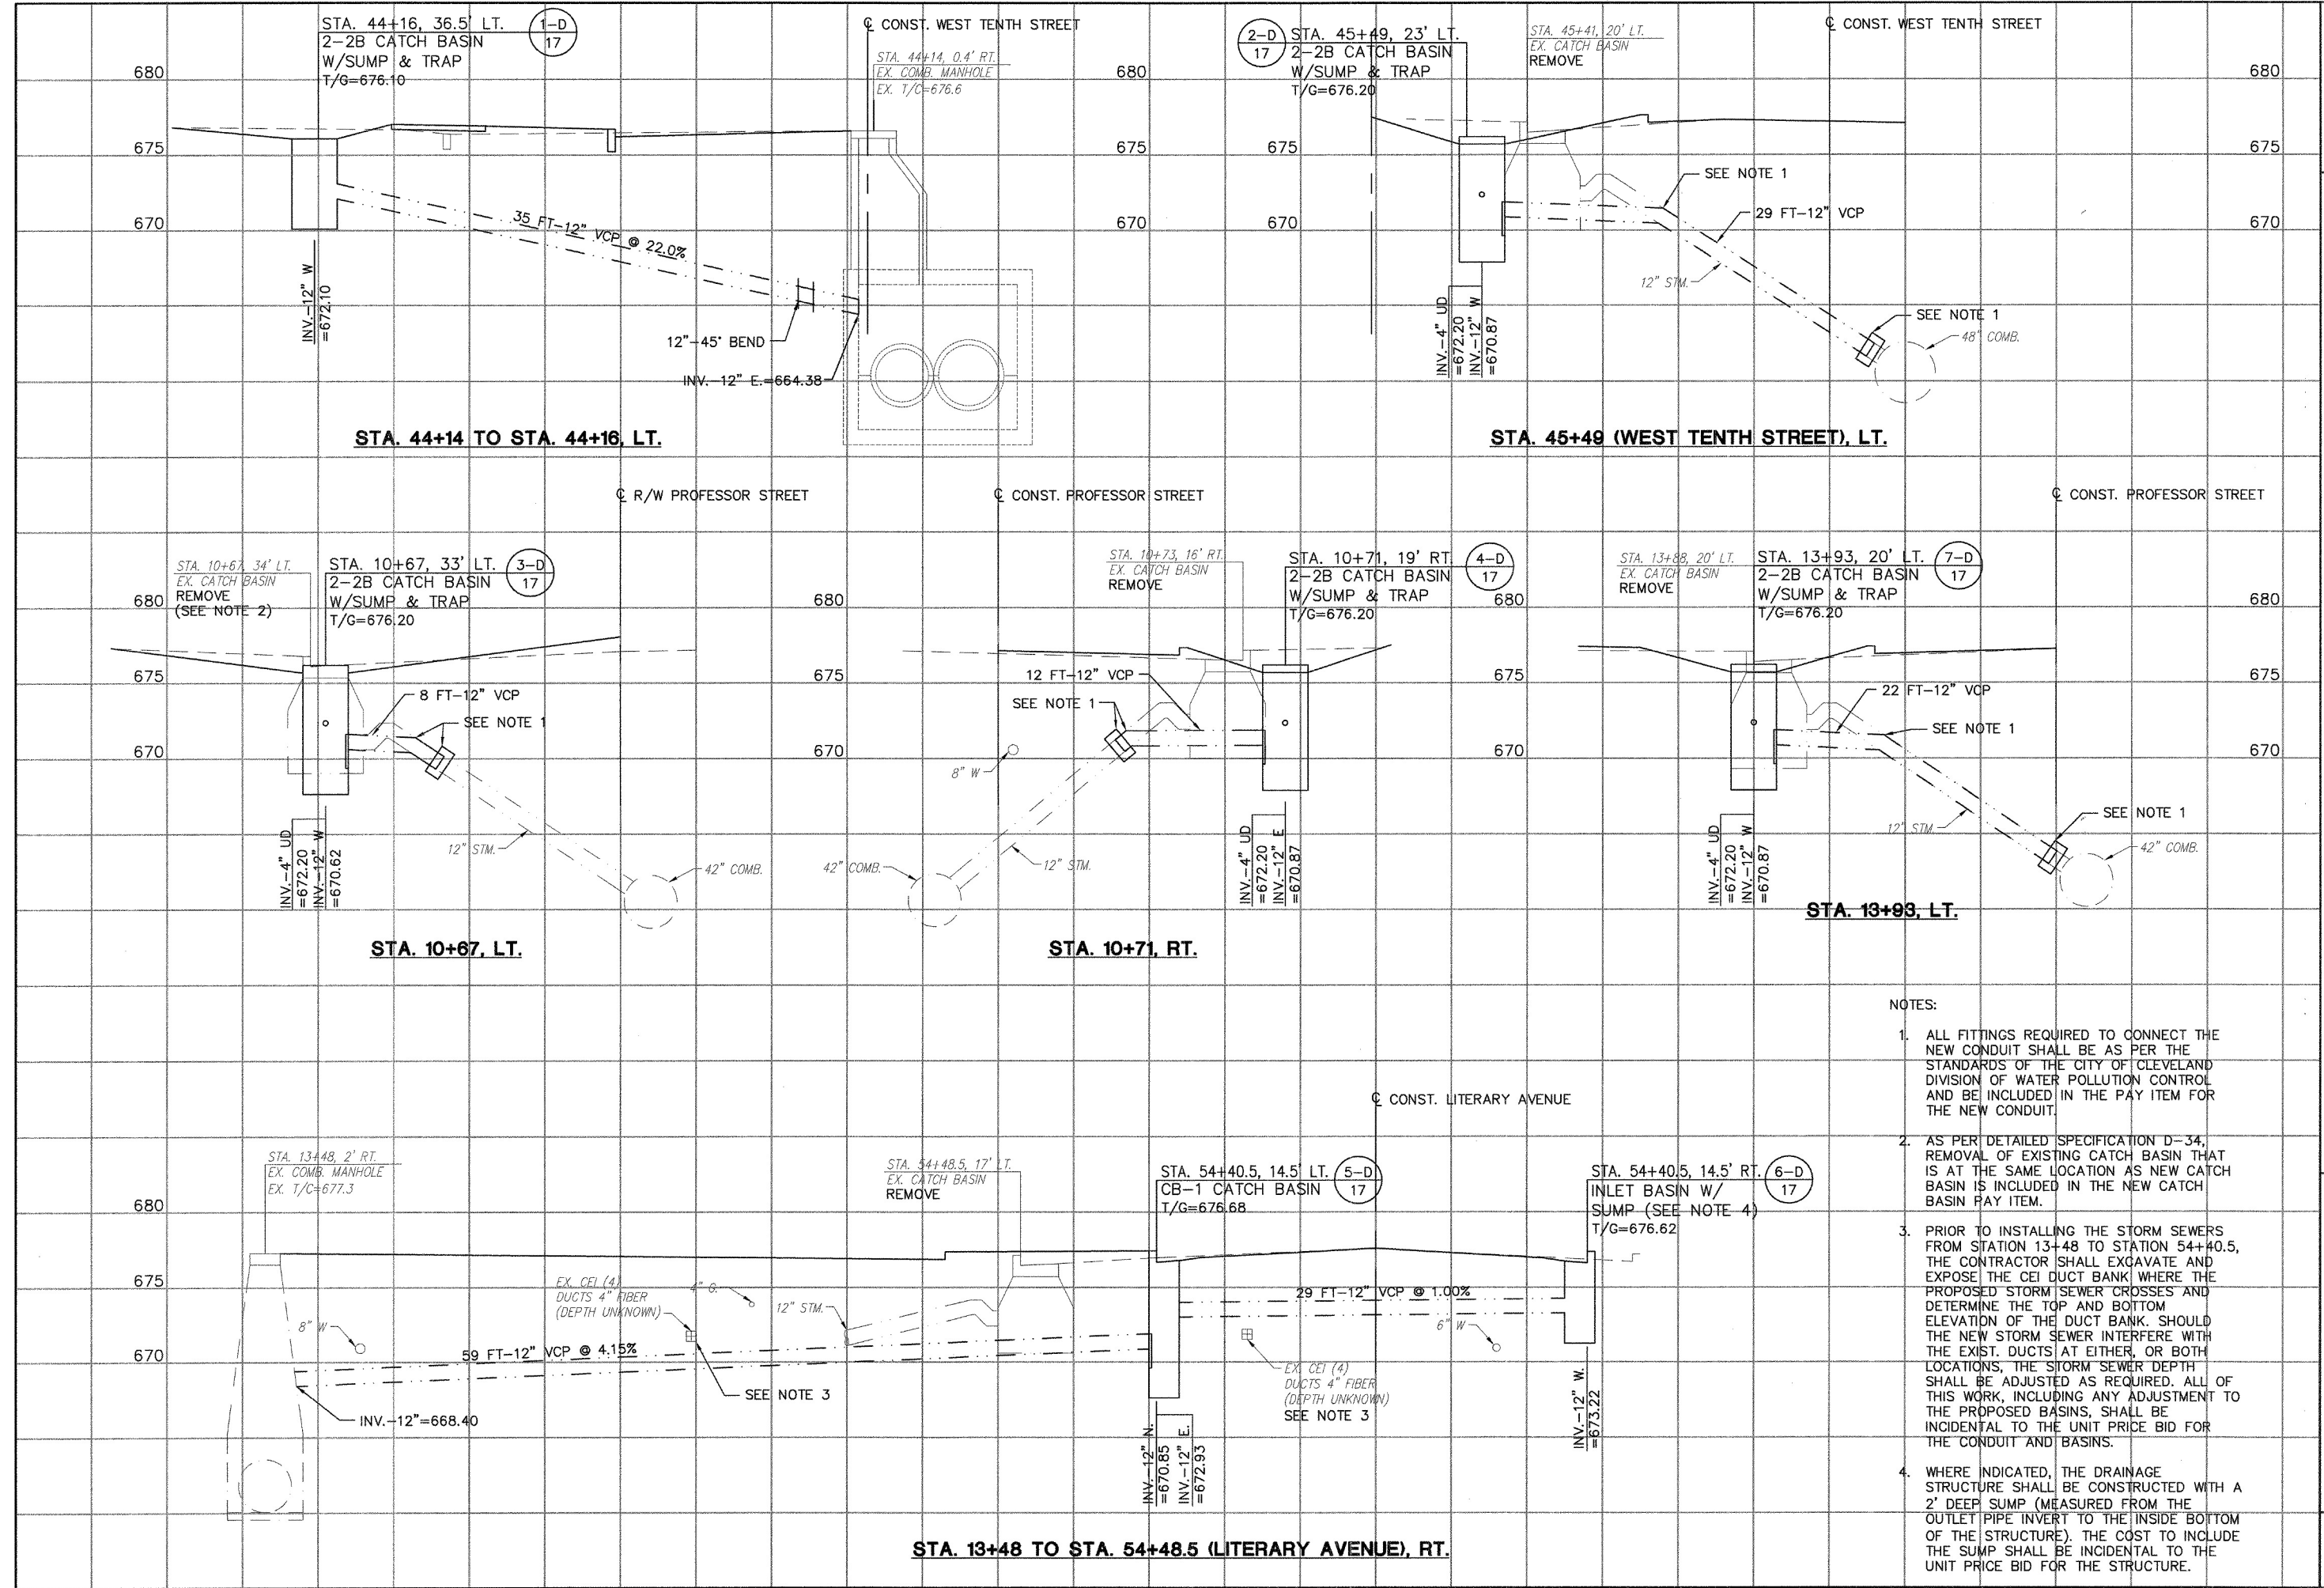 STA. 44+16, 36.5' LT.
2-2B CATCH BASIN
W/SUMP & TRAP
T/G=676.10
1-D
17
℄ CONST. WEST TENTH STREET
STA. 44+14, 0.4' RT.
EX. COMB. MANHOLE
EX. T/C=676.6
680
675
670
680
675
670
35 FT-12" VCP @ 22.0%
INV.-12" W
=672.10
12"-45° BEND
INV.-12" E.=664.38
STA. 44+14 TO STA. 44+16, LT.
2-D
17
STA. 45+49, 23' LT.
2-2B CATCH BASIN
W/SUMP & TRAP
T/G=676.20
STA. 45+41, 20' LT.
EX. CATCH BASIN
REMOVE
℄ CONST. WEST TENTH STREET
675
670
680
675
670
SEE NOTE 1
29 FT-12" VCP
12" STM.
SEE NOTE 1
48" COMB.
INV.-4" UD
=672.20
INV.-12" W
=670.87
STA. 45+49 (WEST TENTH STREET), LT.
℄ R/W PROFESSOR STREET
STA. 10+67, 34' LT.
EX. CATCH BASIN
REMOVE
(SEE NOTE 2)
STA. 10+67, 33' LT.
2-2B CATCH BASIN
W/SUMP & TRAP
T/G=676.20
3-D
17
680
675
670
8 FT-12" VCP
SEE NOTE 1
12" STM.
42" COMB.
INV.-4" UD
=672.20
INV.-12" W
=670.62
STA. 10+67, LT.
℄ CONST. PROFESSOR STREET
STA. 10+73, 16' RT.
EX. CATCH BASIN
REMOVE
STA. 10+71, 19' RT.
2-2B CATCH BASIN
W/SUMP & TRAP
T/G=676.20
4-D
17
680
675
670
12 FT-12" VCP
SEE NOTE 1
8" W
42" COMB.
12" STM.
INV.-4" UD
=672.20
INV.-12" E
=670.87
STA. 10+71, RT.
℄ CONST. PROFESSOR STREET
STA. 13+88, 20' LT.
EX. CATCH BASIN
REMOVE
STA. 13+93, 20' LT.
2-2B CATCH BASIN
W/SUMP & TRAP
T/G=676.20
7-D
17
680
675
670
680
675
670
22 FT-12" VCP
SEE NOTE 1
12" STM.
SEE NOTE 1
42" COMB.
INV.-4" UD
=672.20
INV.-12" W
=670.87
STA. 13+93, LT.
℄ CONST. LITERARY AVENUE
STA. 13+48, 2' RT.
EX. COMB. MANHOLE
EX. T/C=677.3
STA. 54+48.5, 17' LT.
EX. CATCH BASIN
REMOVE
STA. 54+40.5, 14.5' LT.
CB-1 CATCH BASIN
T/G=676.68
5-D
17
STA. 54+40.5, 14.5' RT.
INLET BASIN W/
SUMP (SEE NOTE 4)
T/G=676.62
6-D
17
680
675
670
8" W
EX. CEI (4)
DUCTS 4" FIBER
(DEPTH UNKNOWN)
4" G.
12" STM.
59 FT-12" VCP @ 4.15%
SEE NOTE 3
INV.-12"=668.40
29 FT-12" VCP @ 1.00%
6" W
EX. CEI (4)
DUCTS 4" FIBER
(DEPTH UNKNOWN)
SEE NOTE 3
INV.-12" N.
=670.85
INV.-12" E.
=672.93
INV.-12" W.
=673.22
STA. 13+48 TO STA. 54+48.5 (LITERARY AVENUE), RT.
NOTES:
1. ALL FITTINGS REQUIRED TO CONNECT THE
NEW CONDUIT SHALL BE AS PER THE
STANDARDS OF THE CITY OF CLEVELAND
DIVISION OF WATER POLLUTION CONTROL
AND BE INCLUDED IN THE PAY ITEM FOR
THE NEW CONDUIT.
2. AS PER DETAILED SPECIFICATION D-34,
REMOVAL OF EXISTING CATCH BASIN THAT
IS AT THE SAME LOCATION AS NEW CATCH
BASIN IS INCLUDED IN THE NEW CATCH
BASIN PAY ITEM.
3. PRIOR TO INSTALLING THE STORM SEWERS
FROM STATION 13+48 TO STATION 54+40.5,
THE CONTRACTOR SHALL EXCAVATE AND
EXPOSE THE CEI DUCT BANK WHERE THE
PROPOSED STORM SEWER CROSSES AND
DETERMINE THE TOP AND BOTTOM
ELEVATION OF THE DUCT BANK. SHOULD
THE NEW STORM SEWER INTERFERE WITH
THE EXIST. DUCTS AT EITHER, OR BOTH
LOCATIONS, THE STORM SEWER DEPTH
SHALL BE ADJUSTED AS REQUIRED. ALL OF
THIS WORK, INCLUDING ANY ADJUSTMENT TO
THE PROPOSED BASINS, SHALL BE
INCIDENTAL TO THE UNIT PRICE BID FOR
THE CONDUIT AND BASINS.
4. WHERE INDICATED, THE DRAINAGE
STRUCTURE SHALL BE CONSTRUCTED WITH A
2' DEEP SUMP (MEASURED FROM THE
OUTLET PIPE INVERT TO THE INSIDE BOTTOM
OF THE STRUCTURE). THE COST TO INCLUDE
THE SUMP SHALL BE INCIDENTAL TO THE
UNIT PRICE BID FOR THE STRUCTURE.